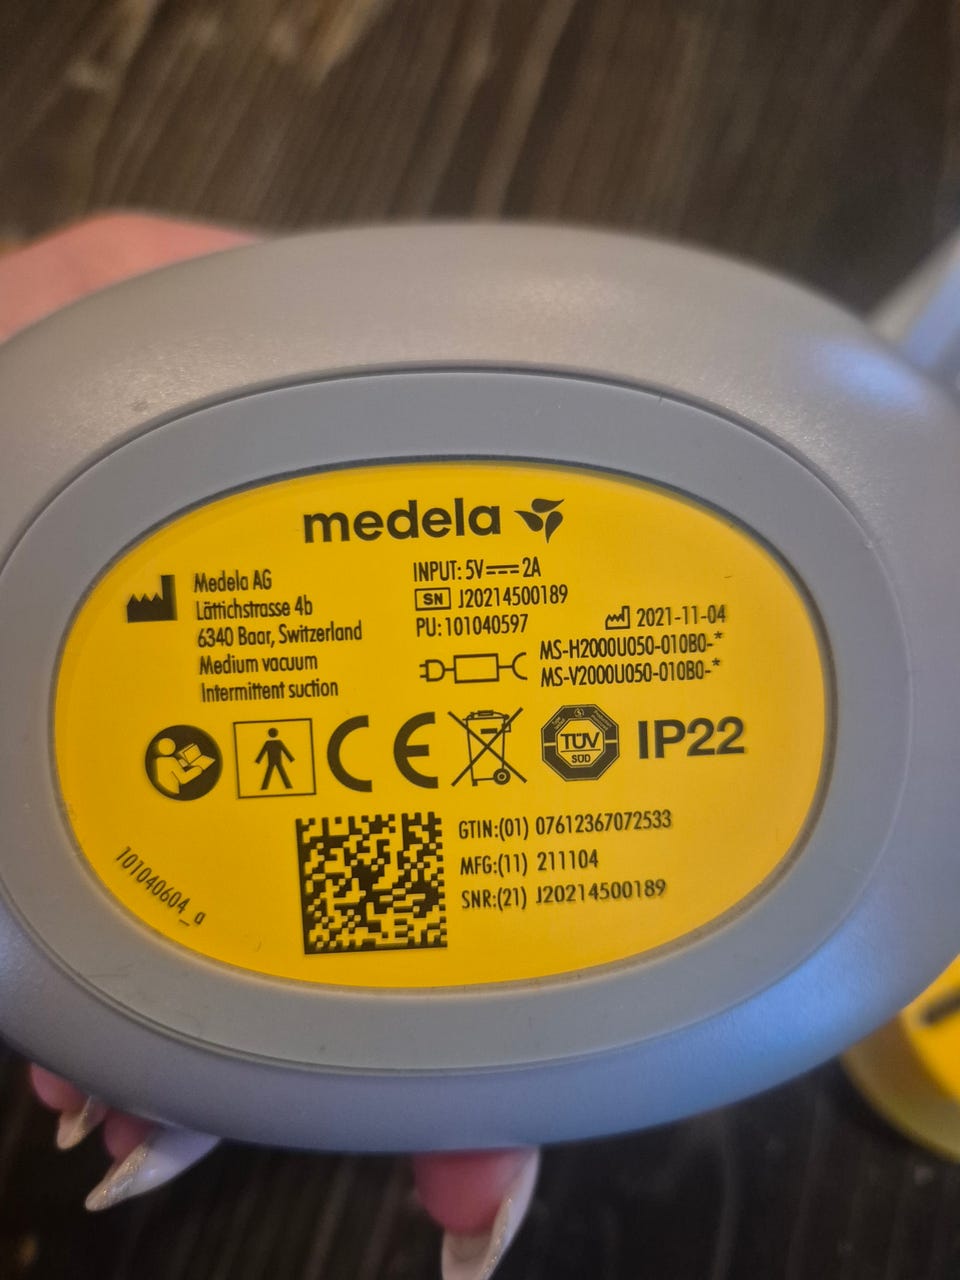 medela
Medela AG
Lättichstrasse 4b
6340 Baar, Switzerland
Medium vacuum
Intermittent suction
INPUT: 5V⎓2A
SN J20214500189
PU:101040597
2021-11-04
MS-H2000U050-010B0-*
MS-V2000U050-010B0-*
CE
TÜV
SÜD
IP22
GTIN:(01) 07612367072533
MFG:(11) 211104
SNR:(21) J20214500189
101040604_a